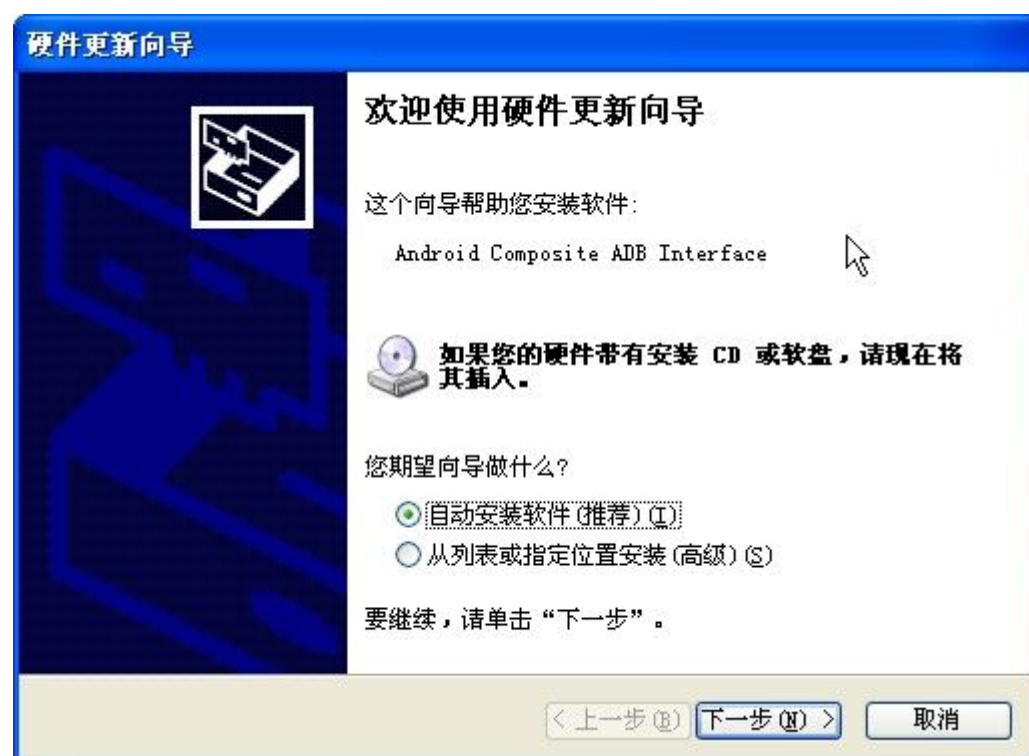 硬件更新向导
欢迎使用硬件更新向导
这个向导帮助您安装软件:
Android Composite ADB Interface
如果您的硬件带有安装 CD 或软盘，请现在将
其插入。
您期望向导做什么?
自动安装软件(推荐)(I)
从列表或指定位置安装(高级)(S)
要继续，请单击“下一步”。
< 上一步(B) 下一步(N) > 取消